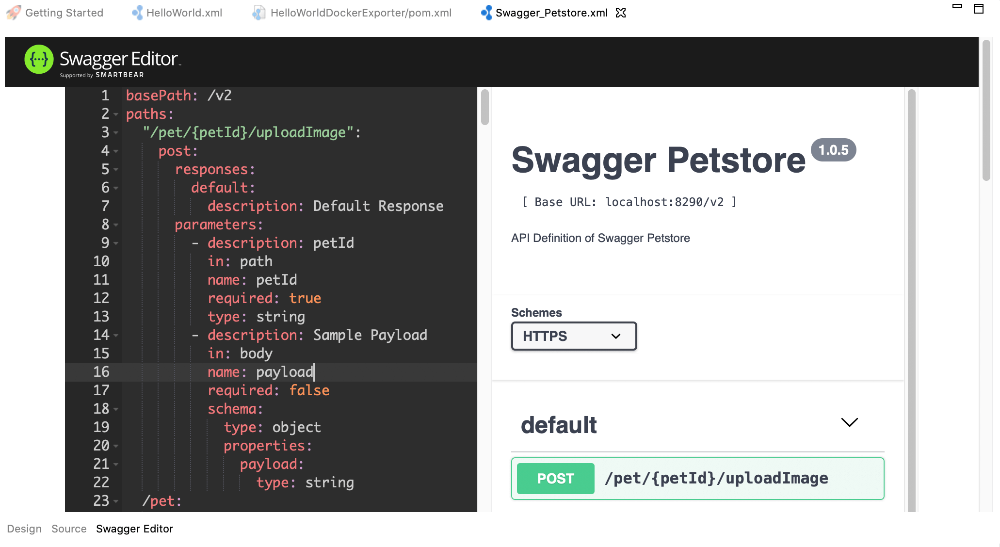 Getting Started HelloWorld.xml HelloWorldDockerExporter/pom.xml Swagger_Petstore.xml
{···} Swagger Editor™
Supported by SMARTBEAR
1 basePath: /v2
2 paths:
3 "/pet/{petId}/uploadImage":
4 post:
5 responses:
6 default:
7 description: Default Response
8 parameters:
9 - description: petId
10 in: path
11 name: petId
12 required: true
13 type: string
14 - description: Sample Payload
15 in: body
16 name: payload
17 required: false
18 schema:
19 type: object
20 properties:
21 payload:
22 type: string
23 /pet:
Swagger Petstore 1.0.5
[ Base URL: localhost:8290/v2 ]
API Definition of Swagger Petstore
Schemes
HTTPS
default
POST /pet/{petId}/uploadImage
Design Source Swagger Editor